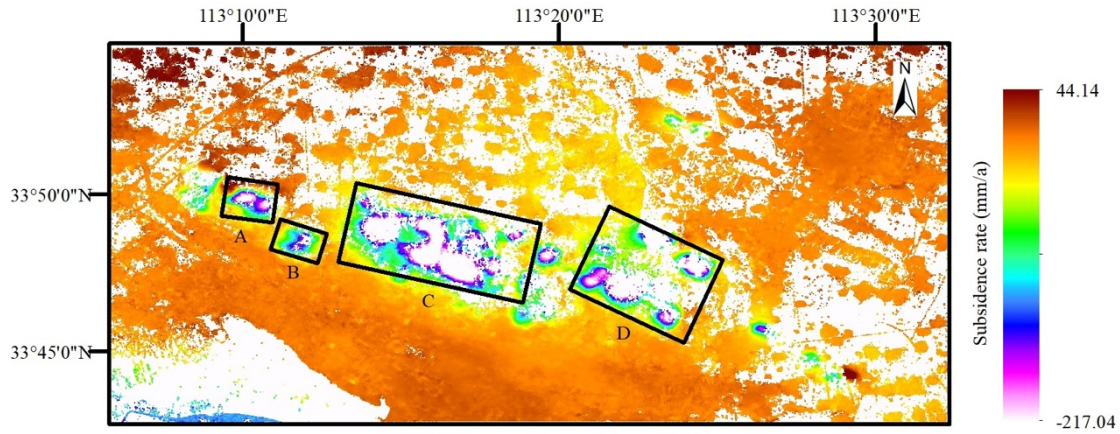 113°10'0"E
113°20'0"E
113°30'0"E
N
44.14
33°50'0"N
A
B
C
D
Subsidence rate (mm/a)
33°45'0"N
-217.04